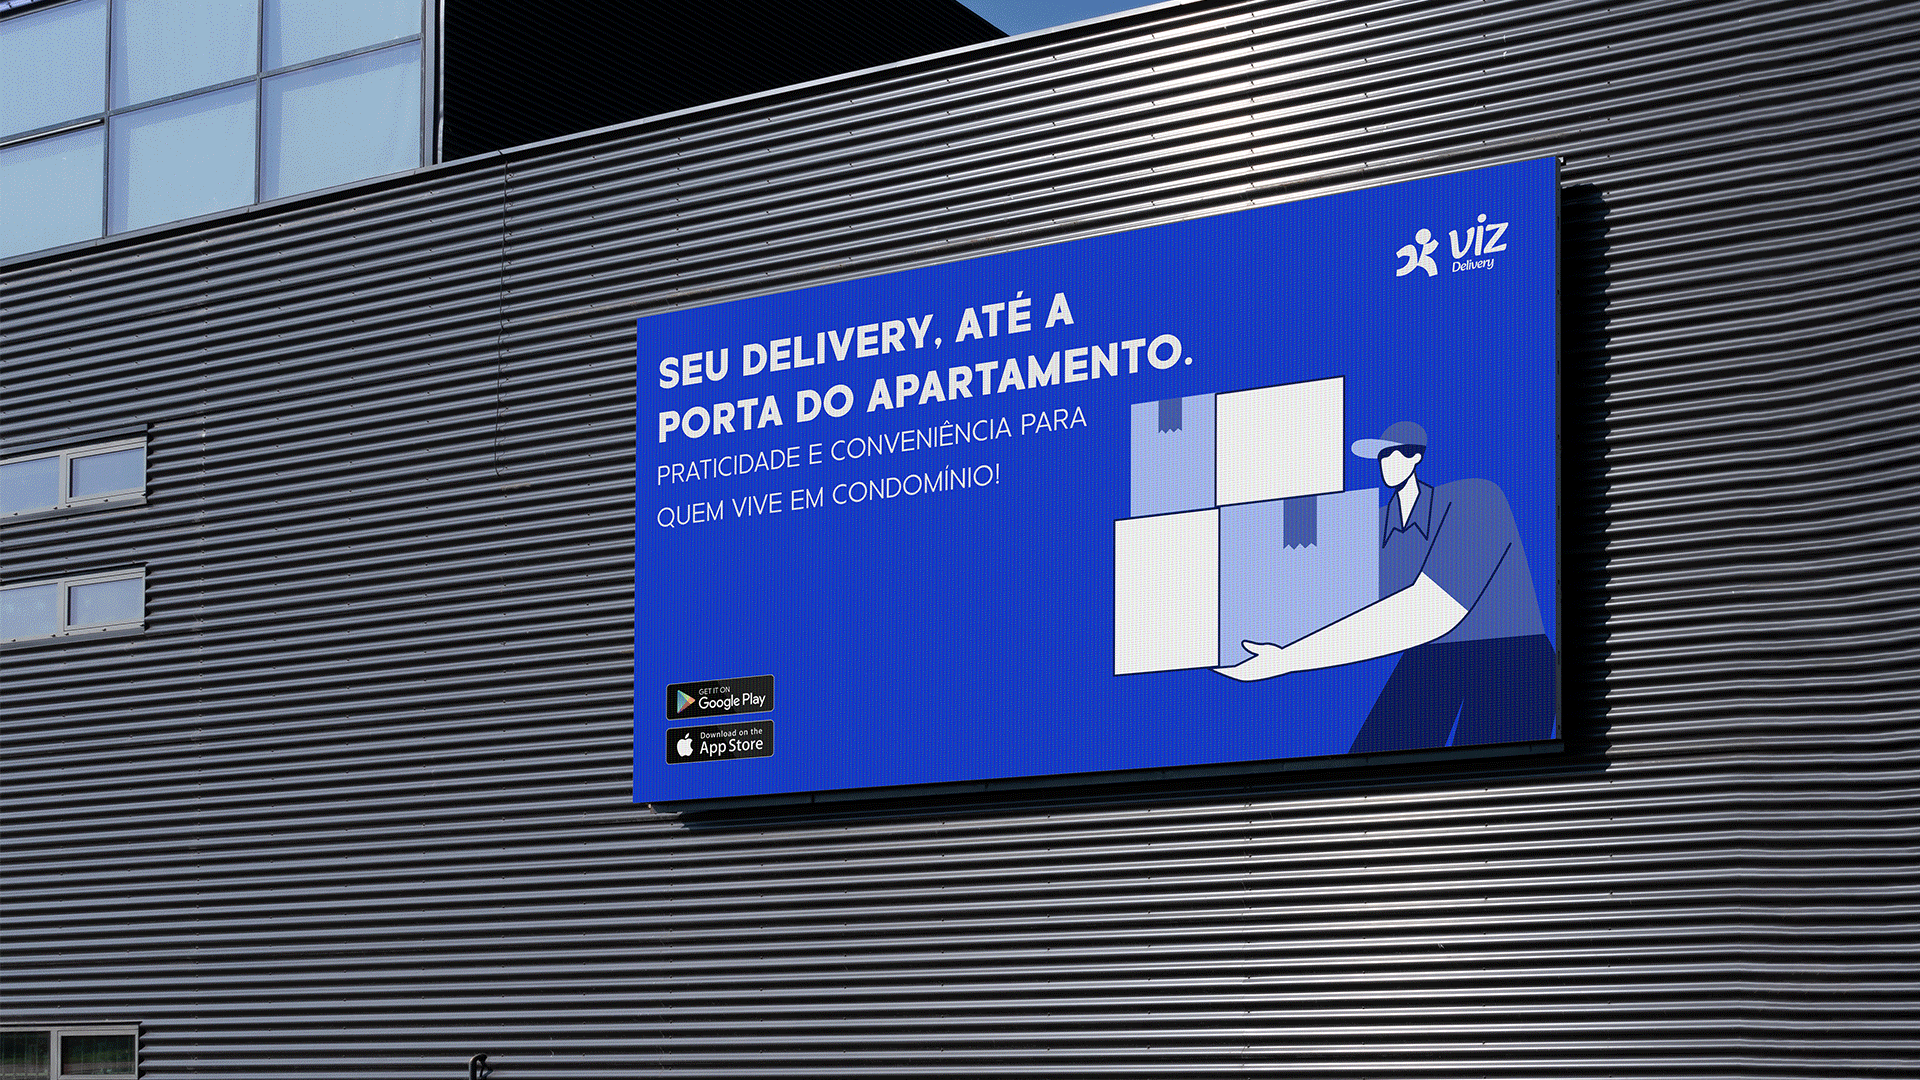 viz
Delivery
SEU DELIVERY, ATÉ A
PORTA DO APARTAMENTO.
PRATICIDADE E CONVENIÊNCIA PARA
QUEM VIVE EM CONDOMÍNIO!
GET IT ON
Google Play
Download on the
App Store